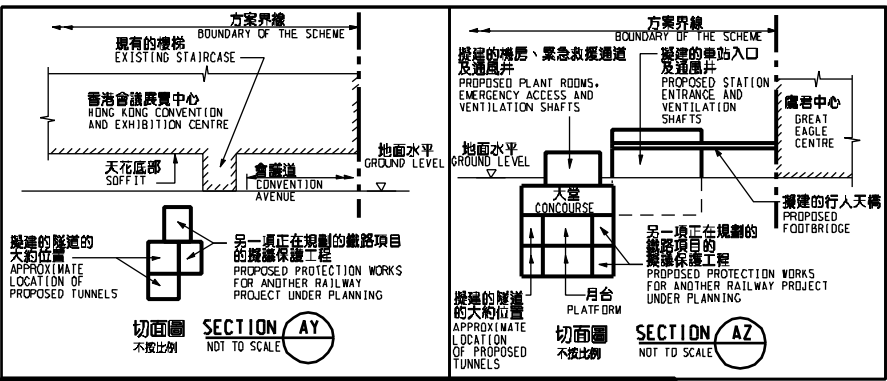 方案界線
BOUNDARY OF THE SCHEME
現有的樓梯
EXISTING STAIRCASE
香港會議展覽中心
HONG KONG CONVENTION
AND EXHIBITION CENTRE
地面水平
GROUND LEVEL
天花底部
SOFFIT
會議道
CONVENTION
AVENUE
擬建的隧道的
大約位置
APPROXIMATE
LOCATION OF
PROPOSED TUNNELS
另一項正在規劃的鐵路項目
的擬議保護工程
PROPOSED PROTECTION WORKS
FOR ANOTHER RAILWAY
PROJECT UNDER PLANNING
切面圖
不按比例
SECTION AY
NOT TO SCALE
方案界線
BOUNDARY OF THE SCHEME
擬建的機房、緊急救援通道
及通風井
PROPOSED PLANT ROOMS,
EMERGENCY ACCESS AND
VENTILATION SHAFTS
擬建的車站入口
及通風井
PROPOSED STATION
ENTRANCE AND
VENTILATION
SHAFTS
鷹君中心
GREAT
EAGLE
CENTRE
地面水平
GROUND LEVEL
大堂
CONCOURSE
擬建的行人天橋
PROPOSED
FOOTBRIDGE
另一項正在規劃的
鐵路項目的
擬議保護工程
PROPOSED PROTECTION WORKS
FOR ANOTHER RAILWAY PROJECT
UNDER PLANNING
擬建的隧道
的大約位置
APPROXIMATE
LOCATION
OF PROPOSED
TUNNELS
月台
PLATFORM
切面圖
不按比例
SECTION AZ
NOT TO SCALE